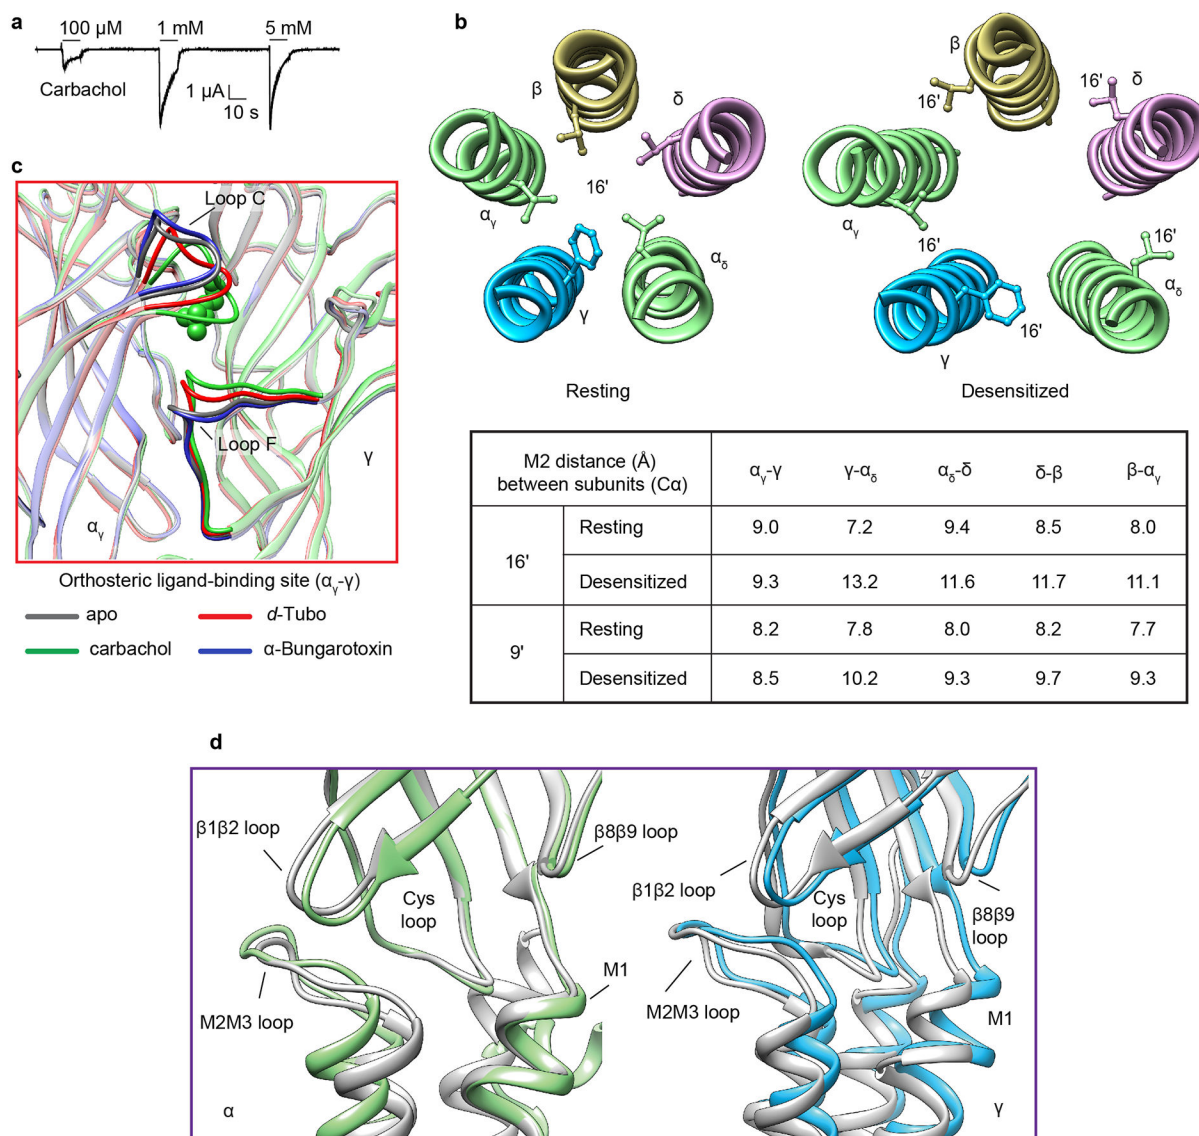 a
100 µM 1 mM 5 mM
Carbachol
1 µA
10 s
b
β
δ
16'
αγ
γ
αδ
Resting
β
16'
16'
δ
αγ
16'
16'
αδ
16'
γ
Desensitized
M2 distance (Å)
between subunits (Cα)
αγ-γ γ-αδ αδ-δ δ-β β-αγ
16'
Resting 9.0 7.2 9.4 8.5 8.0
Desensitized 9.3 13.2 11.6 11.7 11.1
9'
Resting 8.2 7.8 8.0 8.2 7.7
Desensitized 8.5 10.2 9.3 9.7 9.3
c
Loop C
Loop F
αγ
γ
Orthosteric ligand-binding site (αγ-γ)
apo d-Tubo
carbachol α-Bungarotoxin
d
β1β2 loop
β8β9 loop
Cys
loop
M2M3 loop
M1
α
β1β2 loop
Cys
loop
β8β9
loop
M2M3 loop
M1
γ